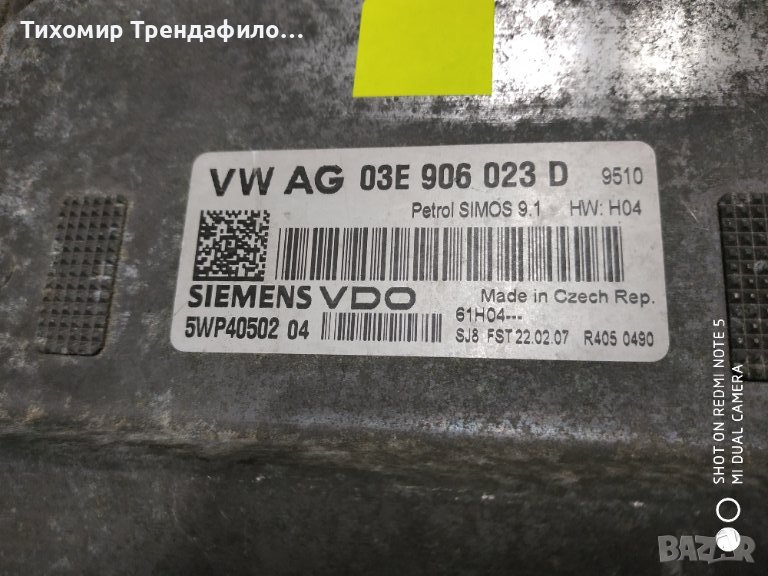 Тихомир Трендафило...
VW AG 03E 906 023 D 9510
Petrol SIMOS 9.1 HW: H04
SIEMENS VDO Made in Czech Rep.
5WP40502 04 61H04---
SJ8 FST 22.02.07 R405 0490
SHOT ON REDMI NOTE 5
MI DUAL CAMERA
BAZAR